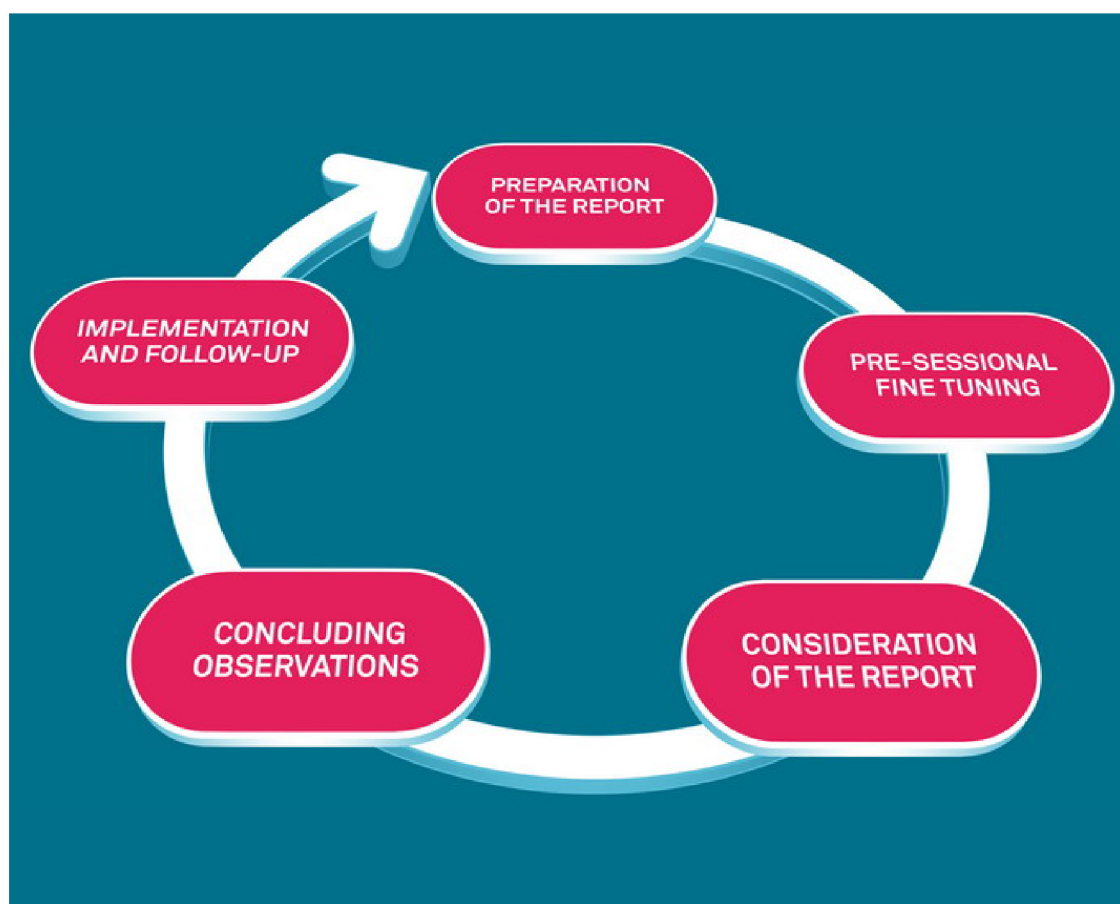 PREPARATION
OF THE REPORT
PRE-SESSIONAL
FINE TUNING
CONSIDERATION
OF THE REPORT
CONCLUDING
OBSERVATIONS
IMPLEMENTATION
AND FOLLOW-UP